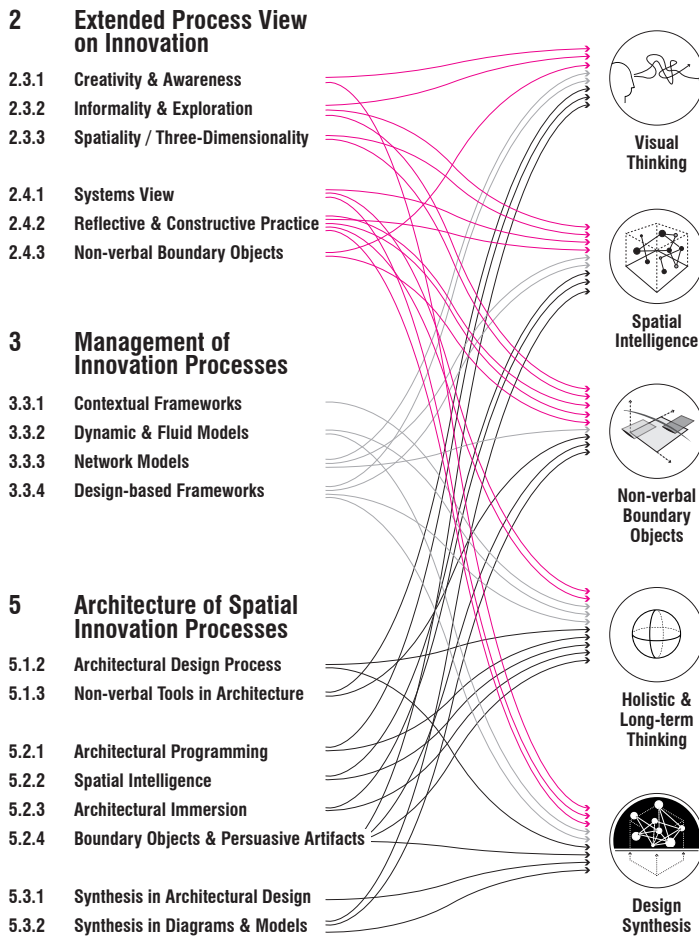 2 Extended Process View
on Innovation
2.3.1 Creativity & Awareness
2.3.2 Informality & Exploration
2.3.3 Spatiality / Three-Dimensionality
2.4.1 Systems View
2.4.2 Reflective & Constructive Practice
2.4.3 Non-verbal Boundary Objects
3 Management of
Innovation Processes
3.3.1 Contextual Frameworks
3.3.2 Dynamic & Fluid Models
3.3.3 Network Models
3.3.4 Design-based Frameworks
5 Architecture of Spatial
Innovation Processes
5.1.2 Architectural Design Process
5.1.3 Non-verbal Tools in Architecture
5.2.1 Architectural Programming
5.2.2 Spatial Intelligence
5.2.3 Architectural Immersion
5.2.4 Boundary Objects & Persuasive Artifacts
5.3.1 Synthesis in Architectural Design
5.3.2 Synthesis in Diagrams & Models
Visual
Thinking
Spatial
Intelligence
Non-verbal
Boundary
Objects
Holistic &
Long-term
Thinking
Design
Synthesis